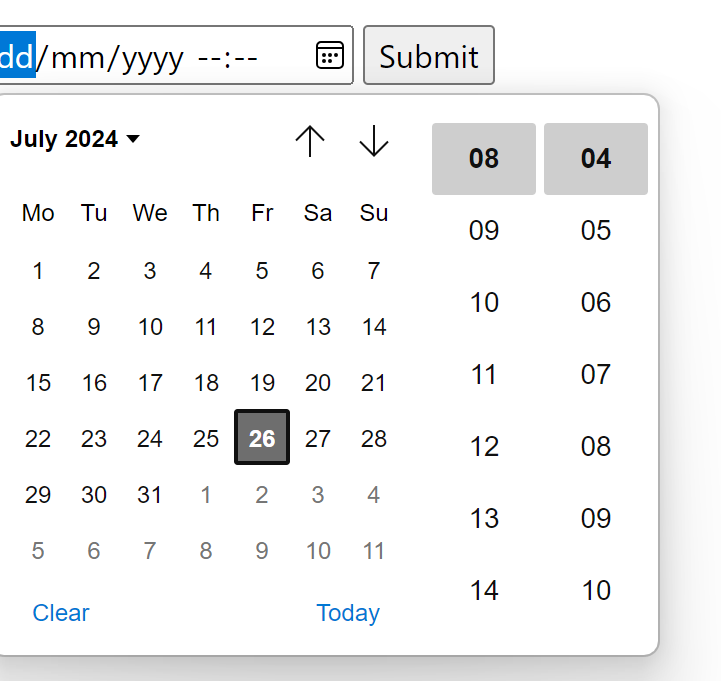 dd/mm/yyyy --:-- Submit
July 2024
Mo Tu We Th Fr Sa Su
1 2 3 4 5 6 7
8 9 10 11 12 13 14
15 16 17 18 19 20 21
22 23 24 25 26 27 28
29 30 31 1 2 3 4
5 6 7 8 9 10 11
Clear Today
08 04
09 05
10 06
11 07
12 08
13 09
14 10